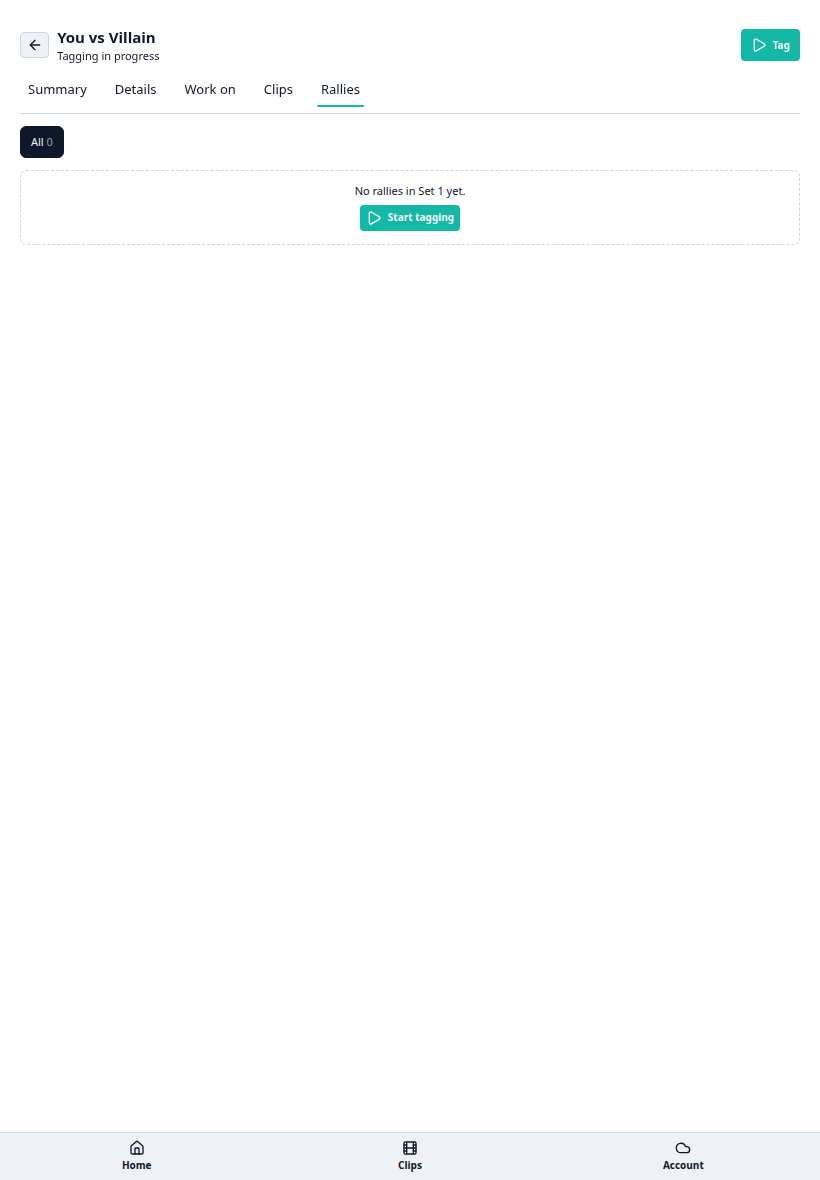 You vs Villain
Tagging in progress
Tag
Summary Details Work on Clips Rallies
All 0
No rallies in Set 1 yet.
Start tagging
Home Clips Account